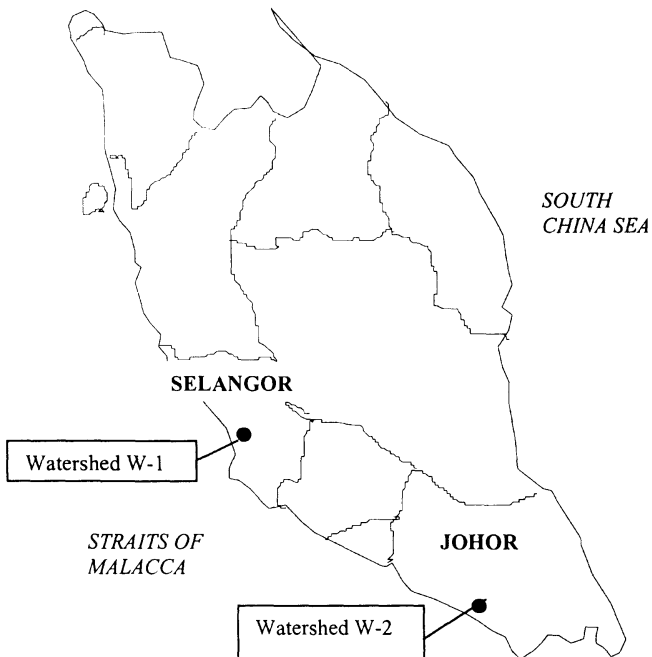 SOUTH
CHINA SEA
SELANGOR
Watershed W-1
STRAITS OF
MALACCA
JOHOR
Watershed W-2